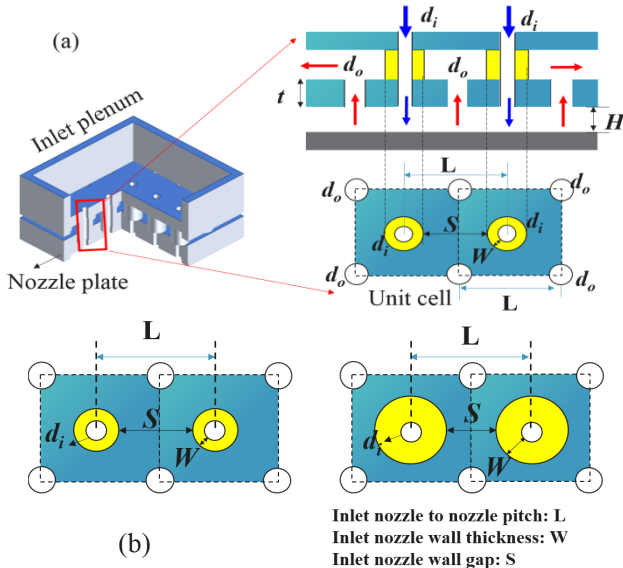 (a)
Inlet plenum
Nozzle plate
d_i
d_i
d_o
d_o
t
H
L
d_o
d_o
S
d_i
d_i
W
d_o
d_o
Unit cell
L
L
S
d_i
W
L
S
d_i
W
(b)
Inlet nozzle to nozzle pitch: L
Inlet nozzle wall thickness: W
Inlet nozzle wall gap: S